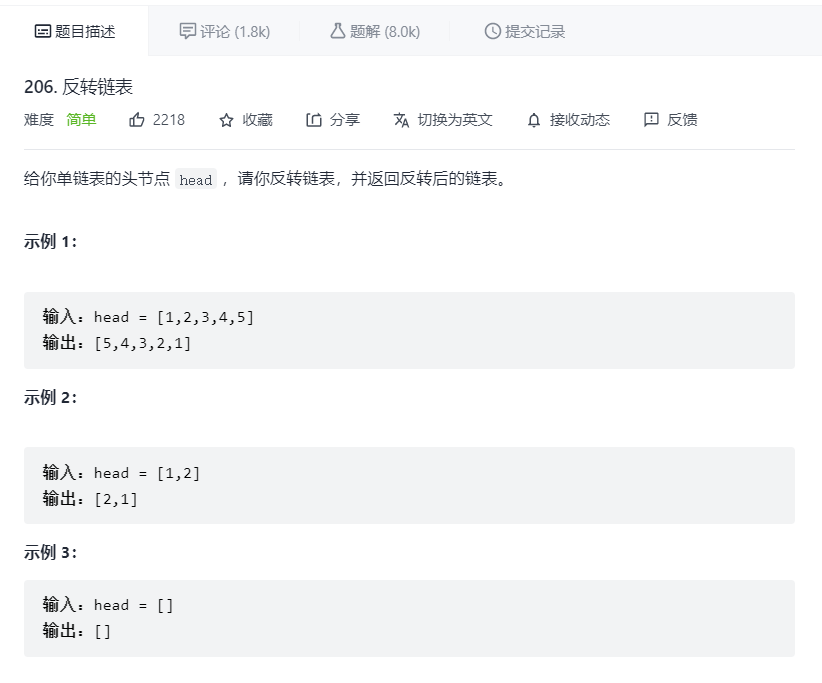 题目描述 评论 (1.8k) 题解 (8.0k) 提交记录
206. 反转链表
难度 简单 2218 收藏 分享 切换为英文 接收动态 反馈
给你单链表的头节点 head ，请你反转链表，并返回反转后的链表。
示例 1：
输入：head = [1,2,3,4,5]
输出：[5,4,3,2,1]
示例 2：
输入：head = [1,2]
输出：[2,1]
示例 3：
输入：head = []
输出：[]